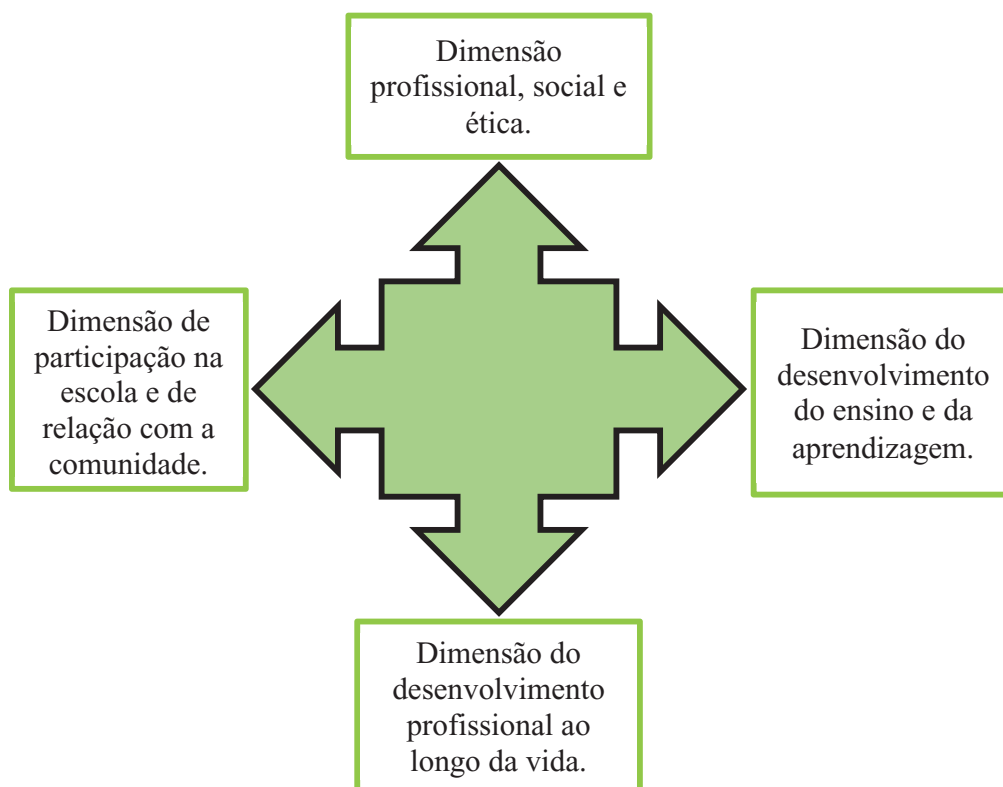 Dimensão
profissional, social e
ética.
Dimensão de
participação na
escola e de
relação com a
comunidade.
Dimensão do
desenvolvimento
do ensino e da
aprendizagem.
Dimensão do
desenvolvimento
profissional ao
longo da vida.